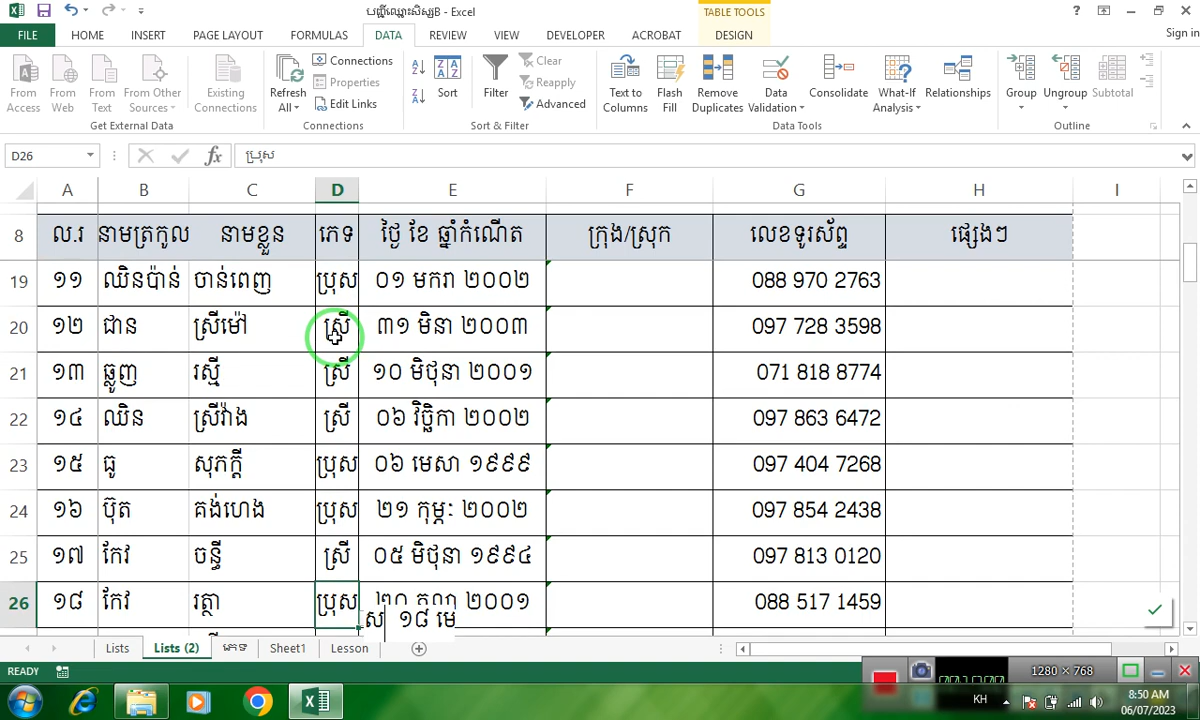 បញ្ជីឈ្មោះសិស្សB - Excel
TABLE TOOLS
Sign in
FILE HOME INSERT PAGE LAYOUT FORMULAS DATA REVIEW VIEW DEVELOPER ACROBAT DESIGN
From Access
From Web
From Text
From Other Sources
Existing Connections
Get External Data
Refresh All
Connections
Properties
Edit Links
Connections
Sort
Filter
Clear
Reapply
Advanced
Sort & Filter
Text to Columns
Flash Fill
Remove Duplicates
Data Validation
Consolidate
What-If Analysis
Relationships
Data Tools
Group
Ungroup
Subtotal
Outline
D26 fx ប្រុស
A B C D E F G H I
8 ល.រ នាមត្រកូល នាមខ្លួន ភេទ ថ្ងៃ ខែ ឆ្នាំកំណើត ក្រុង/ស្រុក លេខទូរស័ព្ទ ផ្សេងៗ
19 ១១ ឈិនប៉ាន់ ចាន់ពេញ ប្រុស ០១ មករា ២០០២ 088 970 2763
20 ១២ ជាន ស្រីម៉ៅ ស្រី ៣១ មិនា ២០០៣ 097 728 3598
21 ១៣ ឆ្លូញ រស្មី ស្រី ១០ មិថុនា ២០០១ 071 818 8774
22 ១៤ ឈិន ស្រីវ៉ាង ស្រី ០៦ វិច្ឆិកា ២០០២ 097 863 6472
23 ១៥ ធូ សុភក្តី ប្រុស ០៦ មេសា ១៩៩៩ 097 404 7268
24 ១៦ ប៊ុត គង់ហេង ប្រុស ២១ កុម្ភៈ ២០០២ 097 854 2438
25 ១៧ កែវ ចន្ធី ស្រី ០៥ មិថុនា ១៩៩៤ 097 813 0120
26 ១៨ កែវ រត្ថា ប្រុស ២០ តុលា ២០០១ 088 517 1459
ស ១៨ មេ
Lists Lists (2) ភេទ Sheet1 Lesson
READY
1280 × 768
KH
8:50 AM
06/07/2023